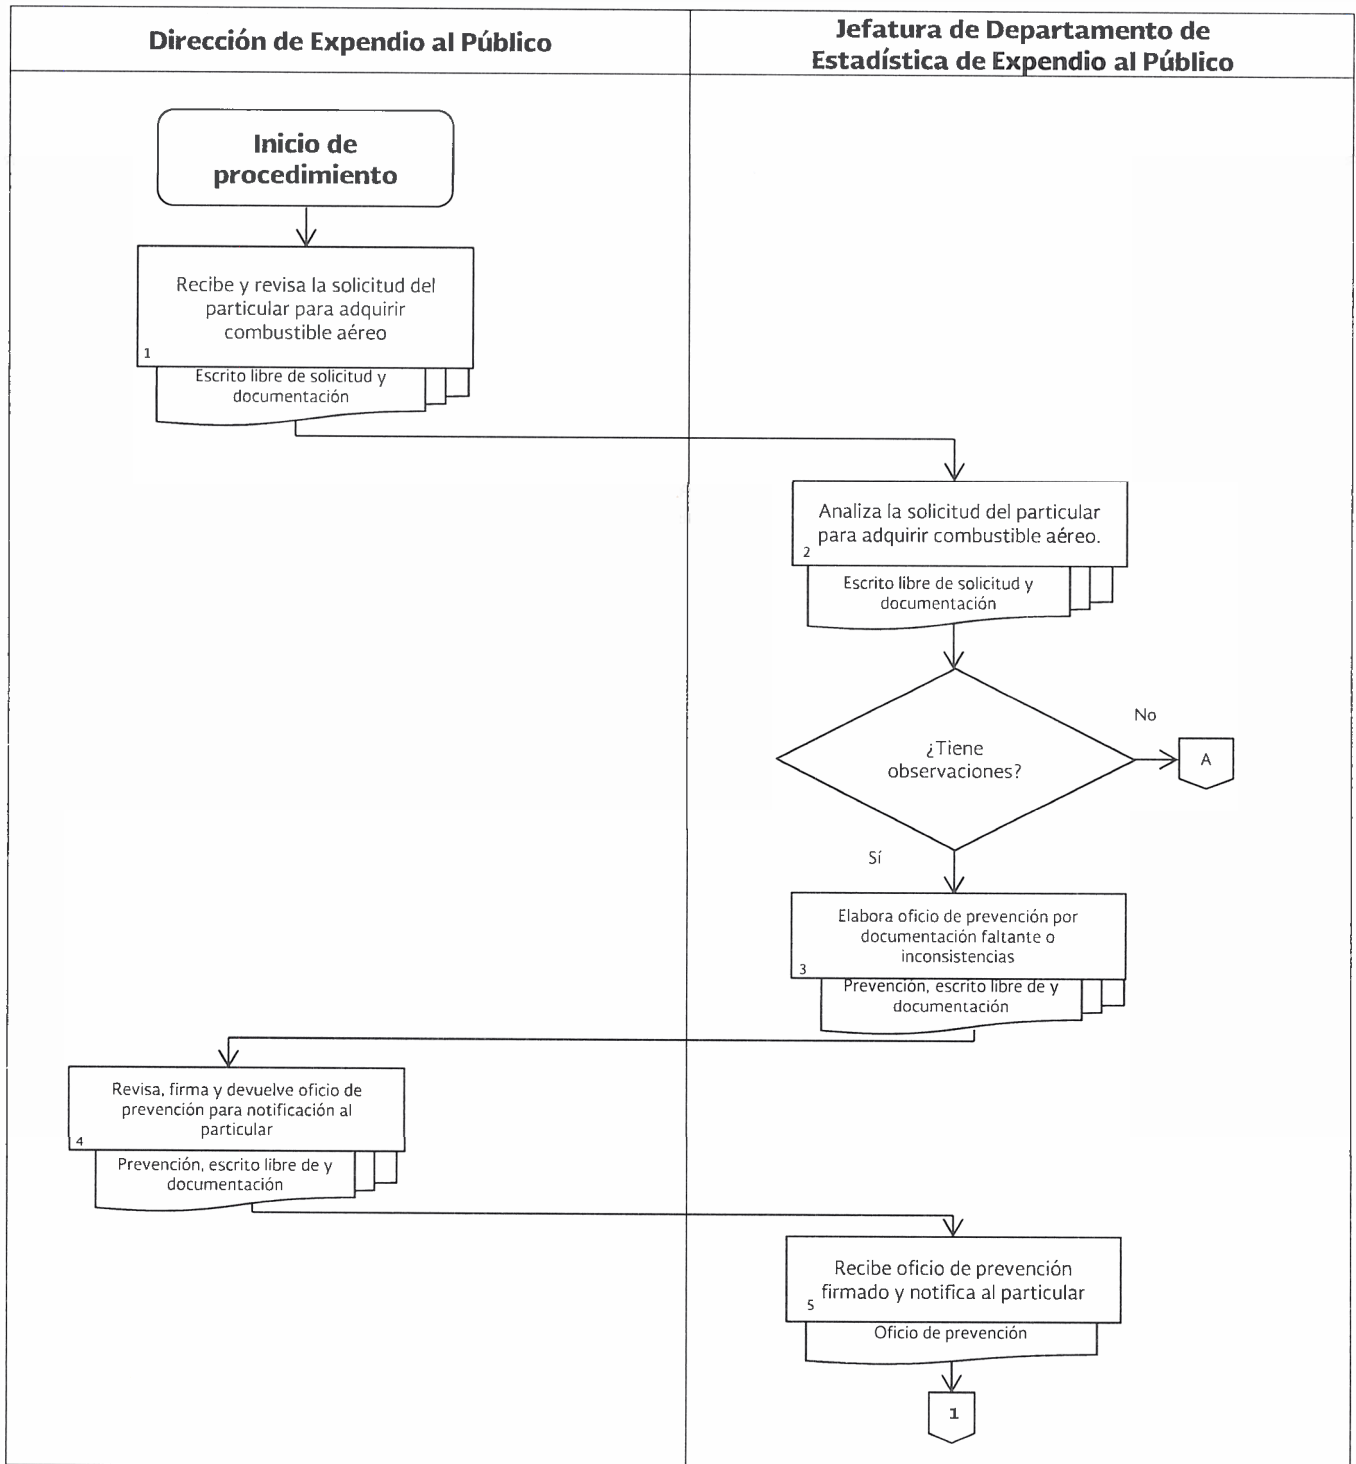 Dirección de Expendio al Público
Jefatura de Departamento de
Estadística de Expendio al Público
Inicio de
procedimiento
Recibe y revisa la solicitud del
particular para adquirir
combustible aéreo
1
Escrito libre de solicitud y
documentación
Analiza la solicitud del particular
para adquirir combustible aéreo.
2
Escrito libre de solicitud y
documentación
¿Tiene
observaciones?
No
A
Sí
Elabora oficio de prevención por
documentación faltante o
inconsistencias
3
Prevención, escrito libre de y
documentación
Revisa, firma y devuelve oficio de
prevención para notificación al
particular
4
Prevención, escrito libre de y
documentación
Recibe oficio de prevención
firmado y notifica al particular
5
Oficio de prevención
1